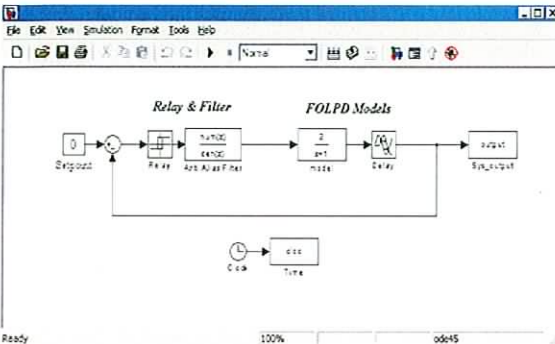 File Edit View Simulation Format Tools Help
Normal
Relay & Filter
FOLPD Models
0
num(z)
den(z)
2
s+1
output
Setpoint
Relay
Anti Alias Filter
model
Delay
Sys_output
Clock
Time
Ready
100%
ode45